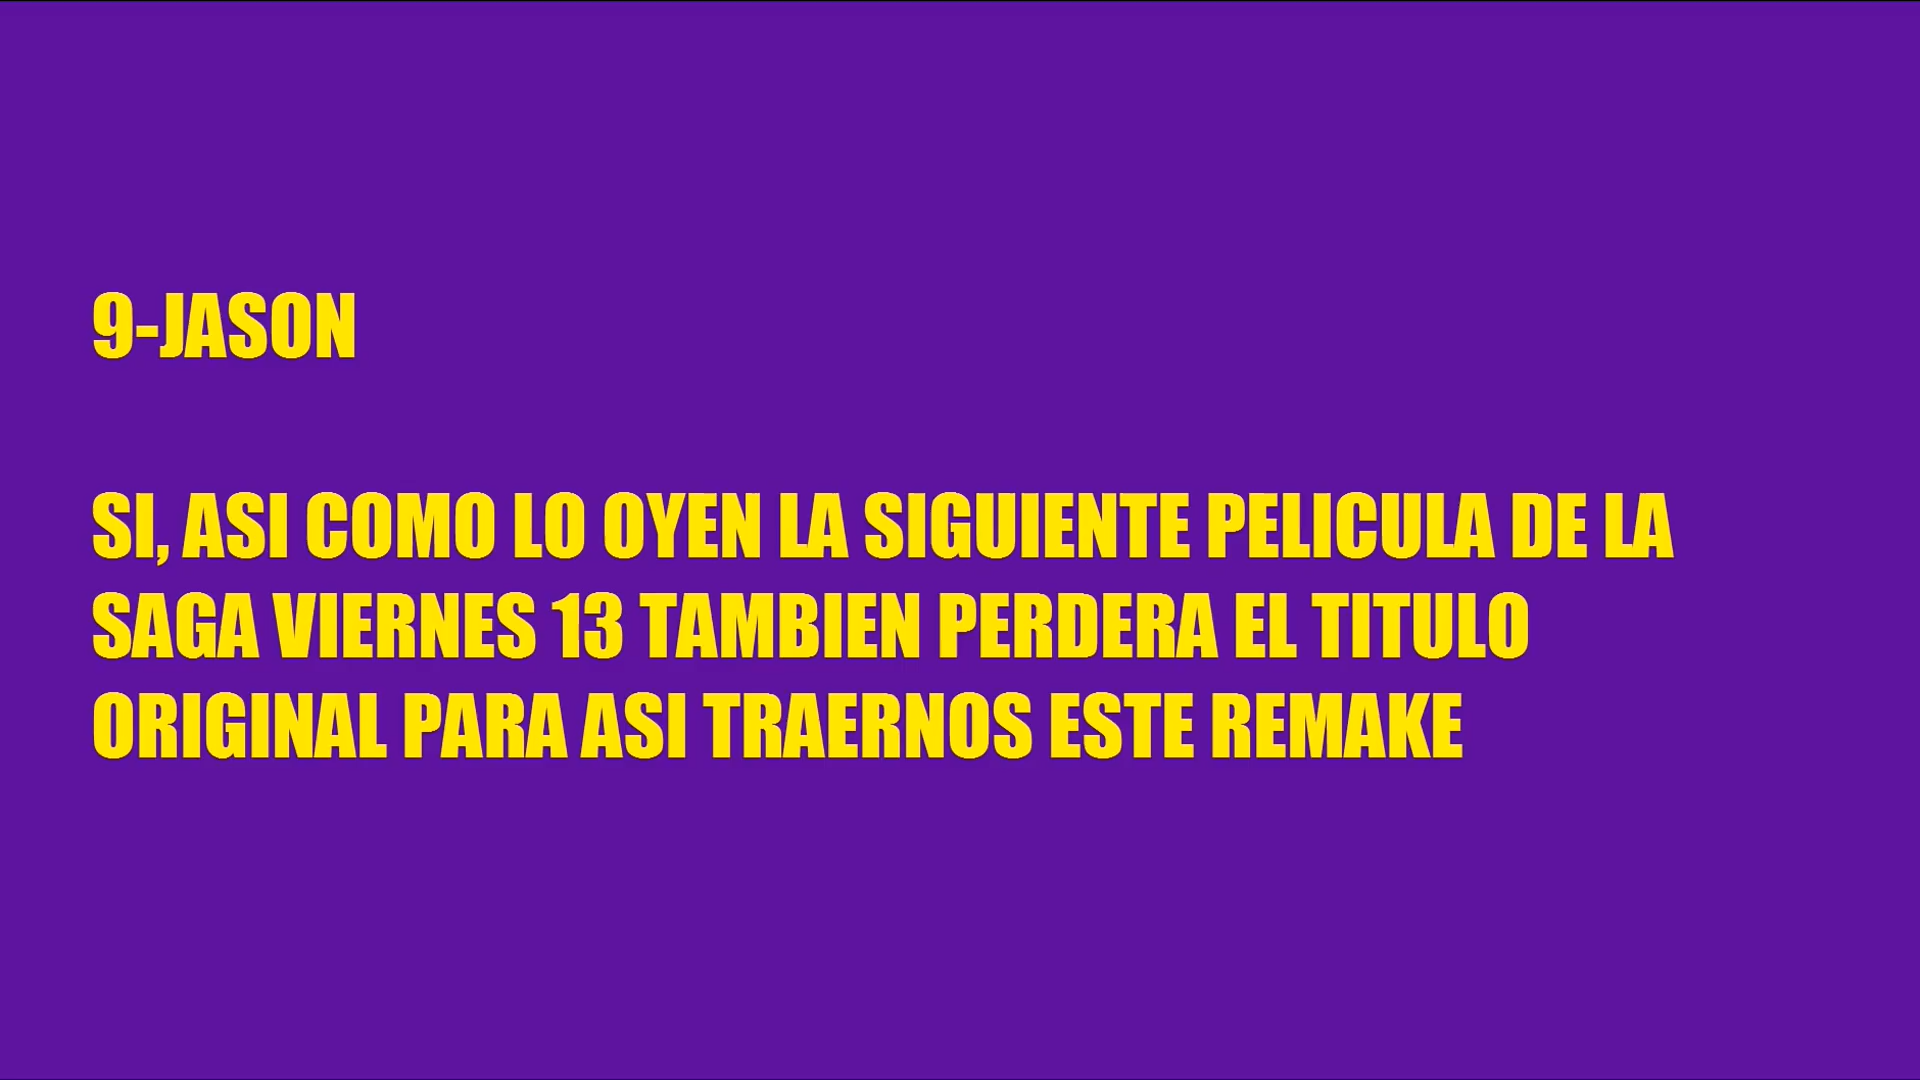 9-JASON
SI, ASI COMO LO OYEN LA SIGUIENTE PELICULA DE LA
SAGA VIERNES 13 TAMBIEN PERDERA EL TITULO
ORIGINAL PARA ASI TRAERNOS ESTE REMAKE